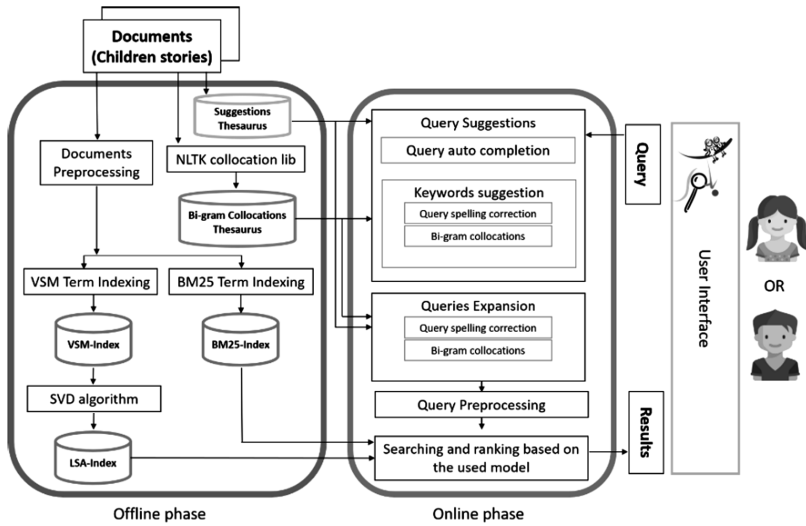 Documents
(Children stories)
Suggestions
Thesaurus
Documents
Preprocessing
NLTK collocation lib
Bi-gram Collocations
Thesaurus
VSM Term Indexing
BM25 Term Indexing
VSM-Index
BM25-Index
SVD algorithm
LSA-Index
Offline phase
Query Suggestions
Query auto completion
Keywords suggestion
Query spelling correction
Bi-gram collocations
Queries Expansion
Query spelling correction
Bi-gram collocations
Query Preprocessing
Searching and ranking based on
the used model
Online phase
Query
Results
User Interface
OR